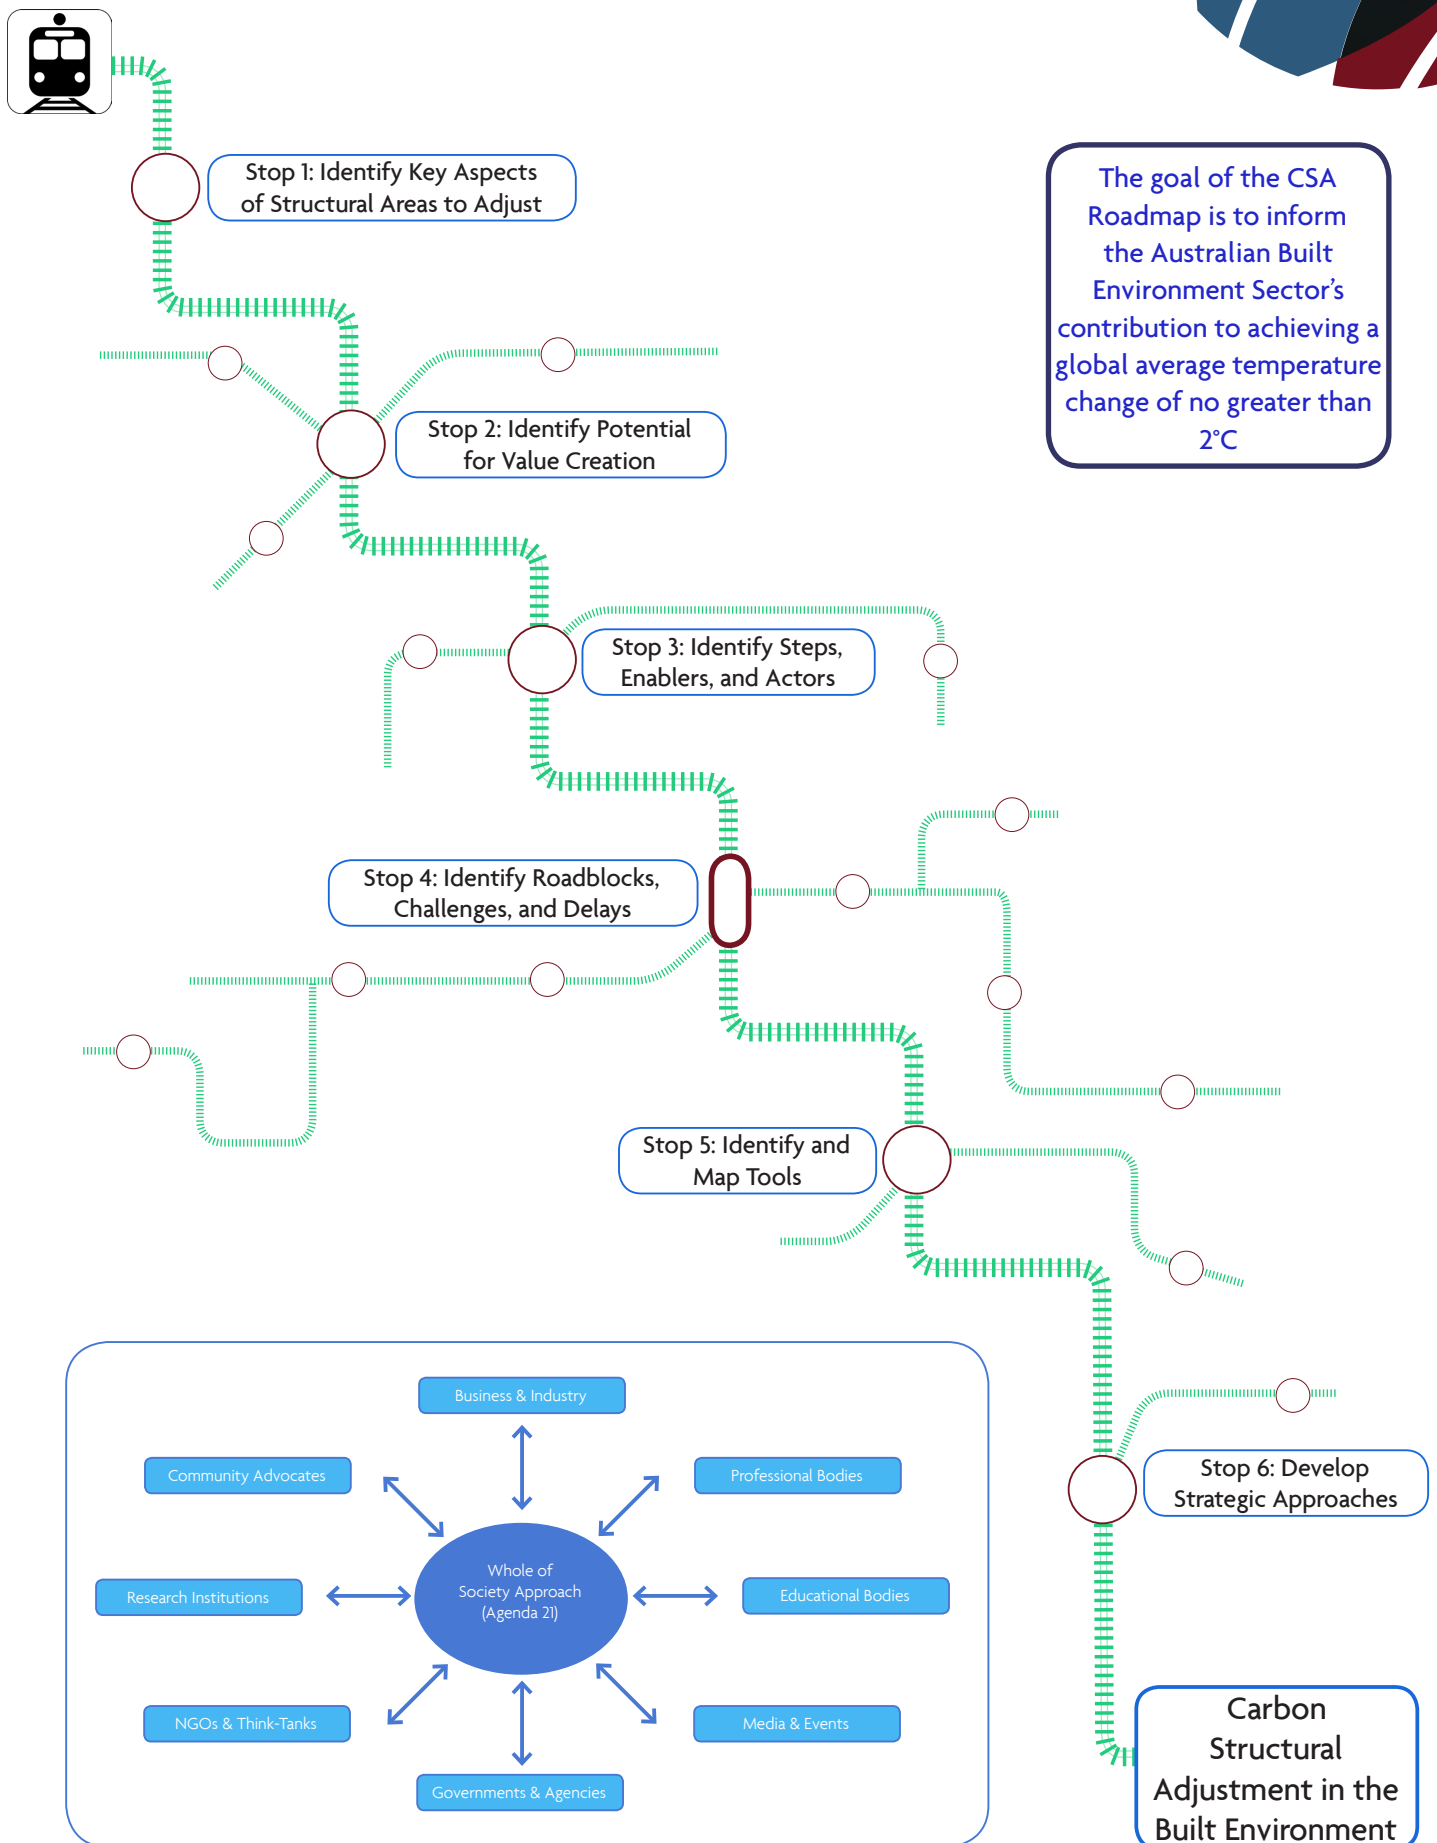 Stop 1: Identify Key Aspects
of Structural Areas to Adjust
The goal of the CSA
Roadmap is to inform
the Australian Built
Environment Sector's
contribution to achieving a
global average temperature
change of no greater than
2°C
Stop 2: Identify Potential
for Value Creation
Stop 3: Identify Steps,
Enablers, and Actors
Stop 4: Identify Roadblocks,
Challenges, and Delays
Stop 5: Identify and
Map Tools
Stop 6: Develop
Strategic Approaches
Business & Industry
Community Advocates
Professional Bodies
Whole of
Society Approach
(Agenda 21)
Research Institutions
Educational Bodies
NGOs & Think-Tanks
Media & Events
Governments & Agencies
Carbon
Structural
Adjustment in the
Built Environment